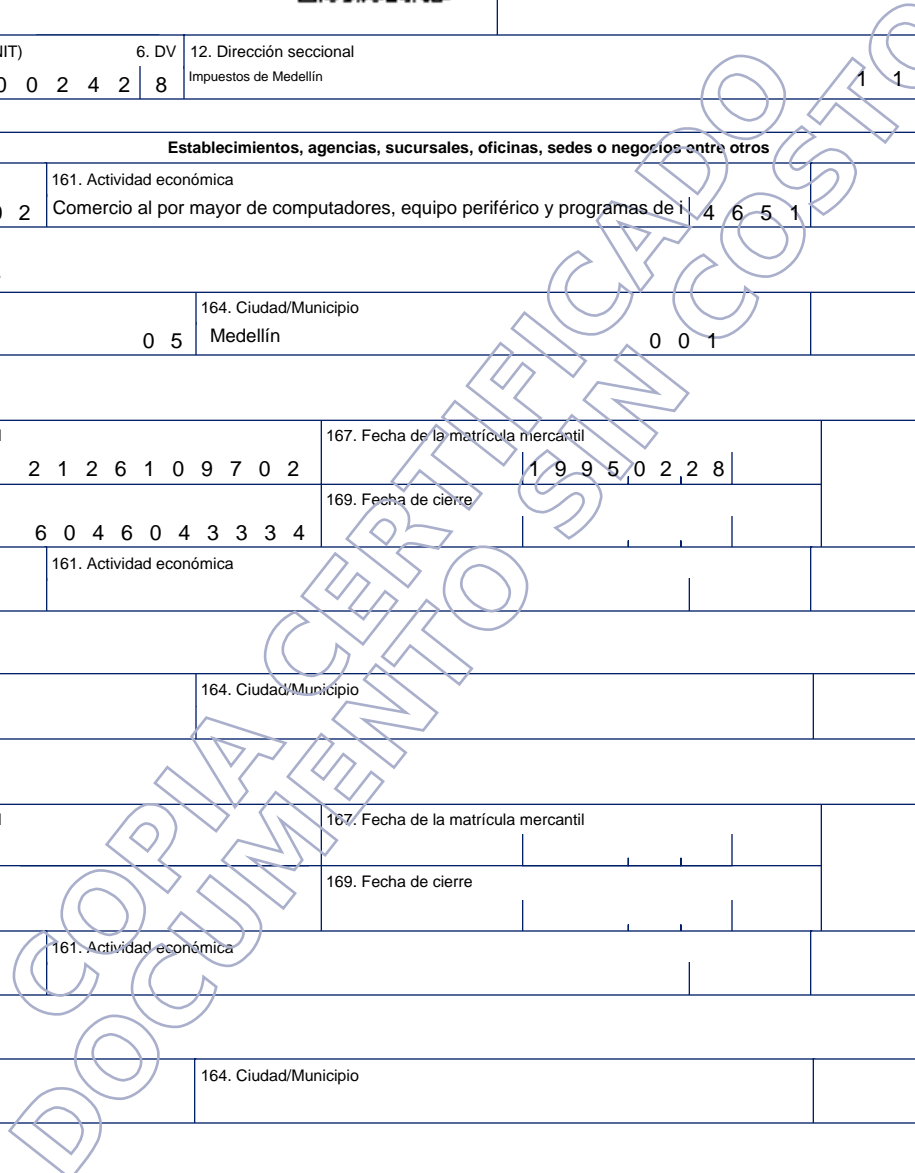 IIT) 6. DV 12. Dirección seccional
0 0 2 4 2 8 Impuestos de Medellín 1 1
Establecimientos, agencias, sucursales, oficinas, sedes o negocios entre otros
161. Actividad económica
0 2 Comercio al por mayor de computadores, equipo periférico y programas de i 4 6 5 1
164. Ciudad/Municipio
0 5 Medellín 0 0 1
167. Fecha de la matrícula mercantil
2 1 2 6 1 0 9 7 0 2 1 9 9 5 0 2 2 8
169. Fecha de cierre
6 0 4 6 0 4 3 3 3 4
161. Actividad económica
164. Ciudad/Municipio
167. Fecha de la matrícula mercantil
169. Fecha de cierre
161. Actividad económica
164. Ciudad/Municipio
COPIA CERTIFICADO
DOCUMENTO SIN COSTO